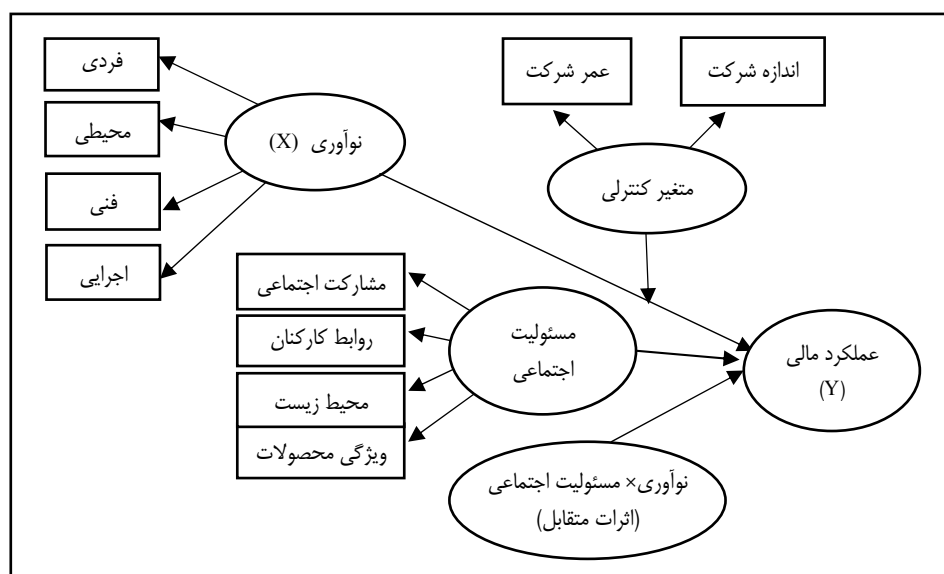 فردی
محیطی
فنی
اجرایی
نوآوری (X)
عمر شرکت
اندازه شرکت
متغیر کنترلی
مشارکت اجتماعی
روابط کارکنان
محیط زیست
ویژگی محصولات
مسئولیت
اجتماعی
عملکرد مالی
(Y)
نوآوری× مسئولیت اجتماعی
(اثرات متقابل)